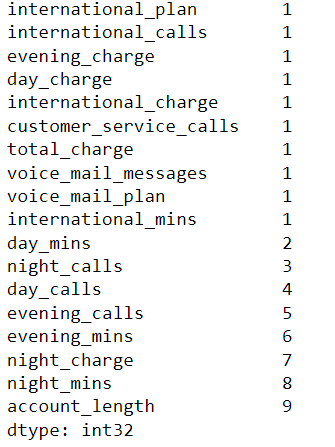 international_plan 1
international_calls 1
evening_charge 1
day_charge 1
international_charge 1
customer_service_calls 1
total_charge 1
voice_mail_messages 1
voice_mail_plan 1
international_mins 1
day_mins 2
night_calls 3
day_calls 4
evening_calls 5
evening_mins 6
night_charge 7
night_mins 8
account_length 9
dtype: int32